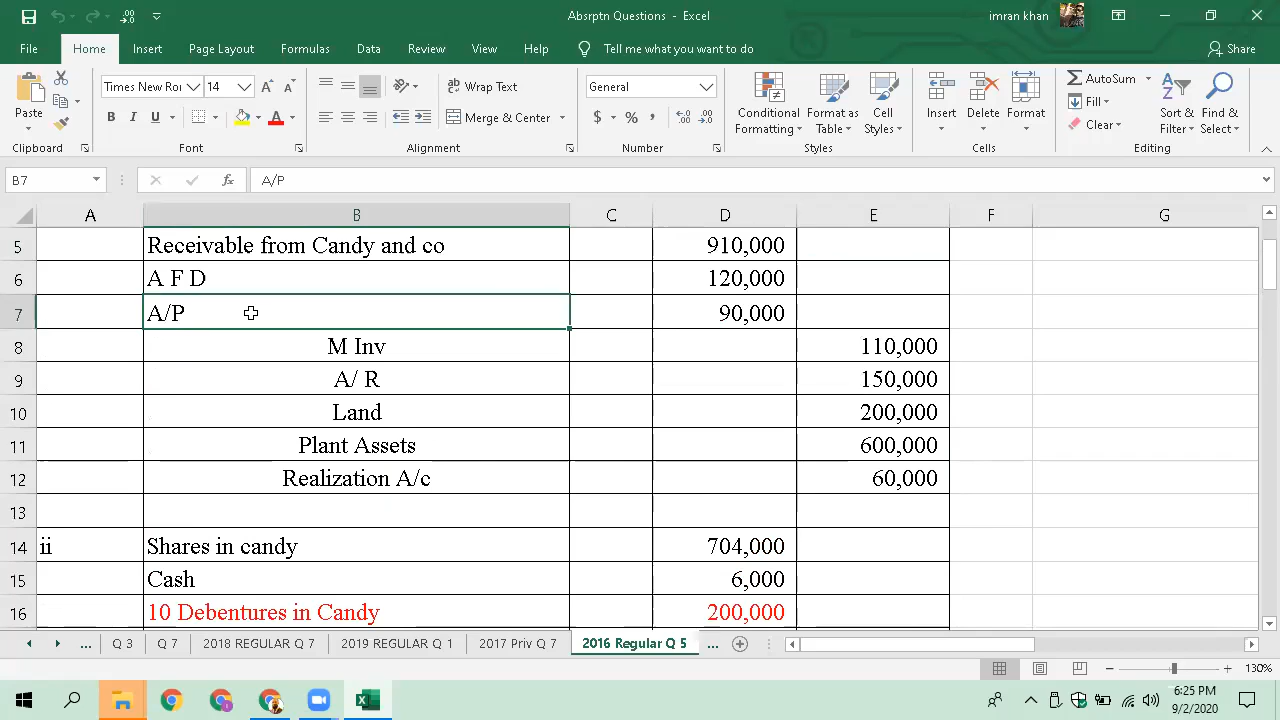 Absrptn Questions - Excel
imran khan
File Home Insert Page Layout Formulas Data Review View Help Tell me what you want to do Share
Paste
Clipboard
Times New Roi 14
B I U
Font
Wrap Text
Merge & Center
Alignment
General
$ % ,
Number
Conditional Formatting
Format as Table
Cell Styles
Styles
Insert Delete Format
Cells
AutoSum
Fill
Clear
Sort & Filter
Find & Select
Editing
B7 fx A/P
A B C D E F G
5 Receivable from Candy and co 910,000
6 A F D 120,000
7 A/P 90,000
8 M Inv 110,000
9 A/ R 150,000
10 Land 200,000
11 Plant Assets 600,000
12 Realization A/c 60,000
13
14 ii Shares in candy 704,000
15 Cash 6,000
16 10 Debentures in Candy 200,000
... Q 3 Q 7 2018 REGULAR Q 7 2019 REGULAR Q 1 2017 Priv Q 7 2016 Regular Q 5 ...
130%
6:25 PM
9/2/2020